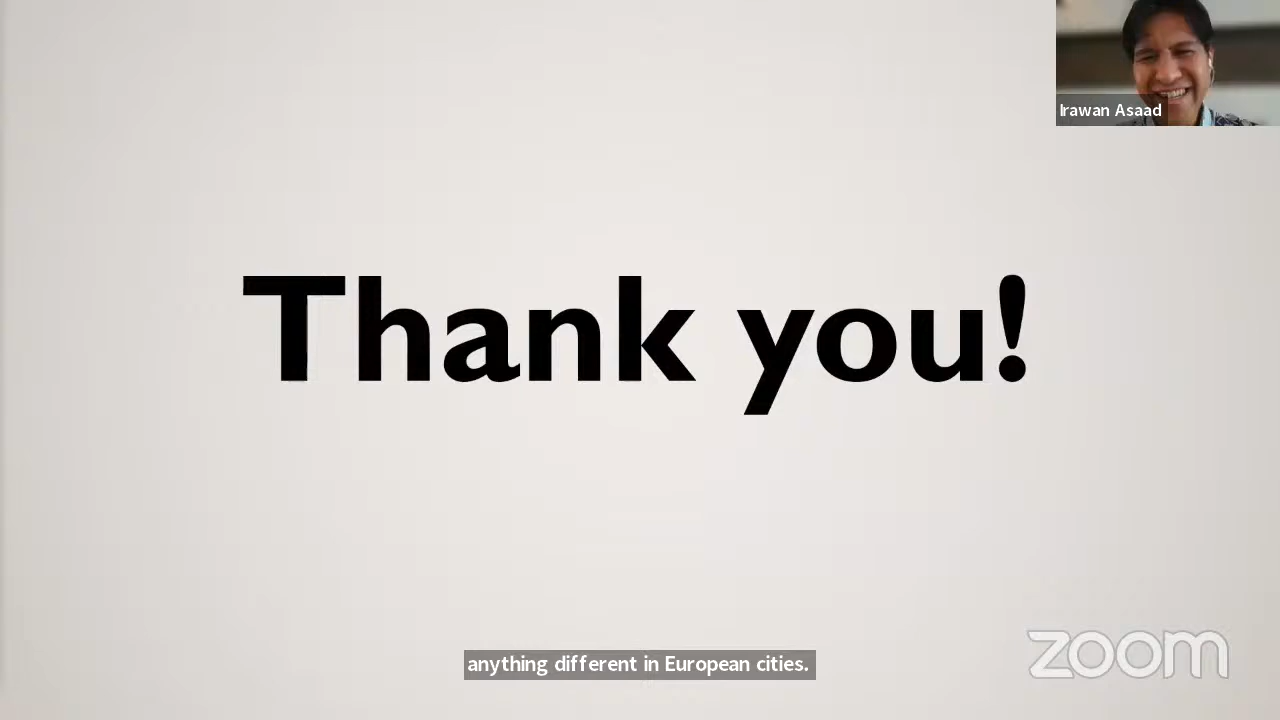 Irawan Asaad
Thank you!
anything different in European cities.
zoom